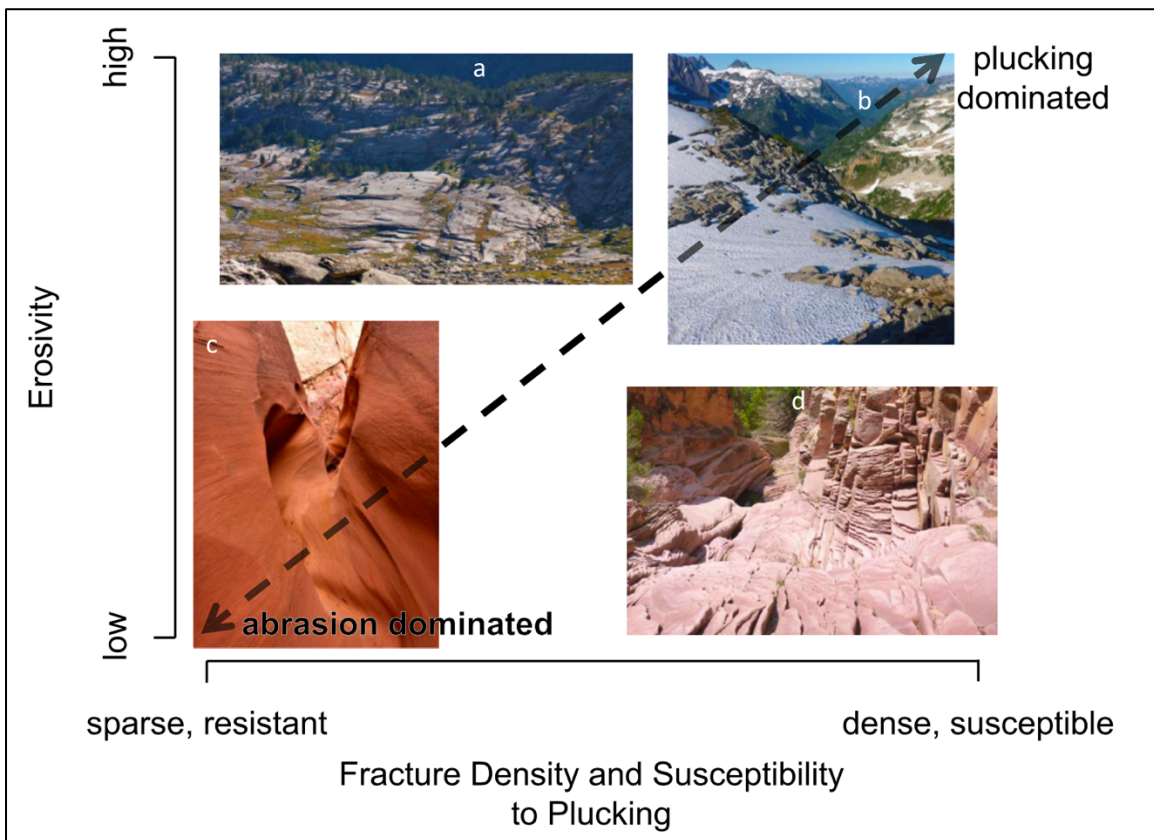 high
a
b
plucking
dominated
Erosivity
c
d
low
abrasion dominated
sparse, resistant
dense, susceptible
Fracture Density and Susceptibility
to Plucking